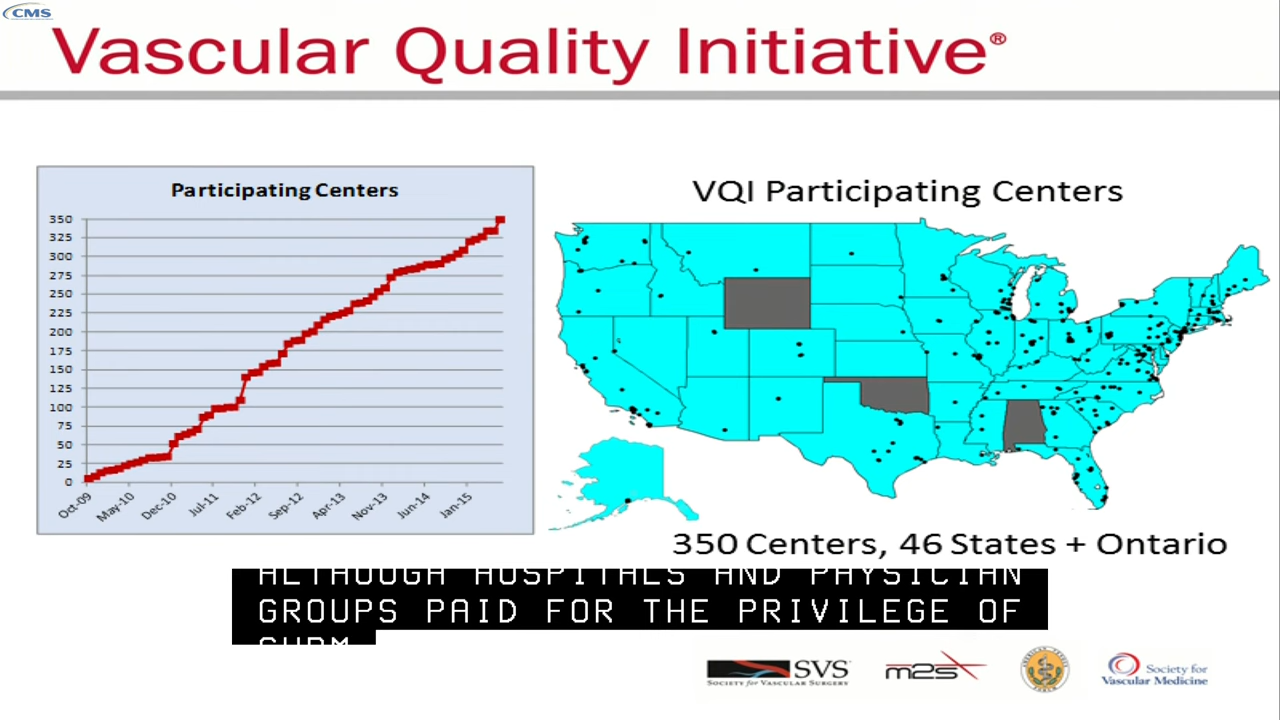 CMS
Vascular Quality Initiative®
Participating Centers
350
325
300
275
250
225
200
175
150
125
100
75
50
25
0
Oct-09
May-10
Dec-10
Jul-11
Feb-12
Sep-12
Apr-13
Nov-13
Jun-14
Jan-15
VQI Participating Centers
350 Centers, 46 States + Ontario
ALTHOUGH HOSPITALS AND PHYSICIAN
GROUPS PAID FOR THE PRIVILEGE OF
SVS
SOCIETY for VASCULAR SURGERY
m2s
Society for
Vascular Medicine